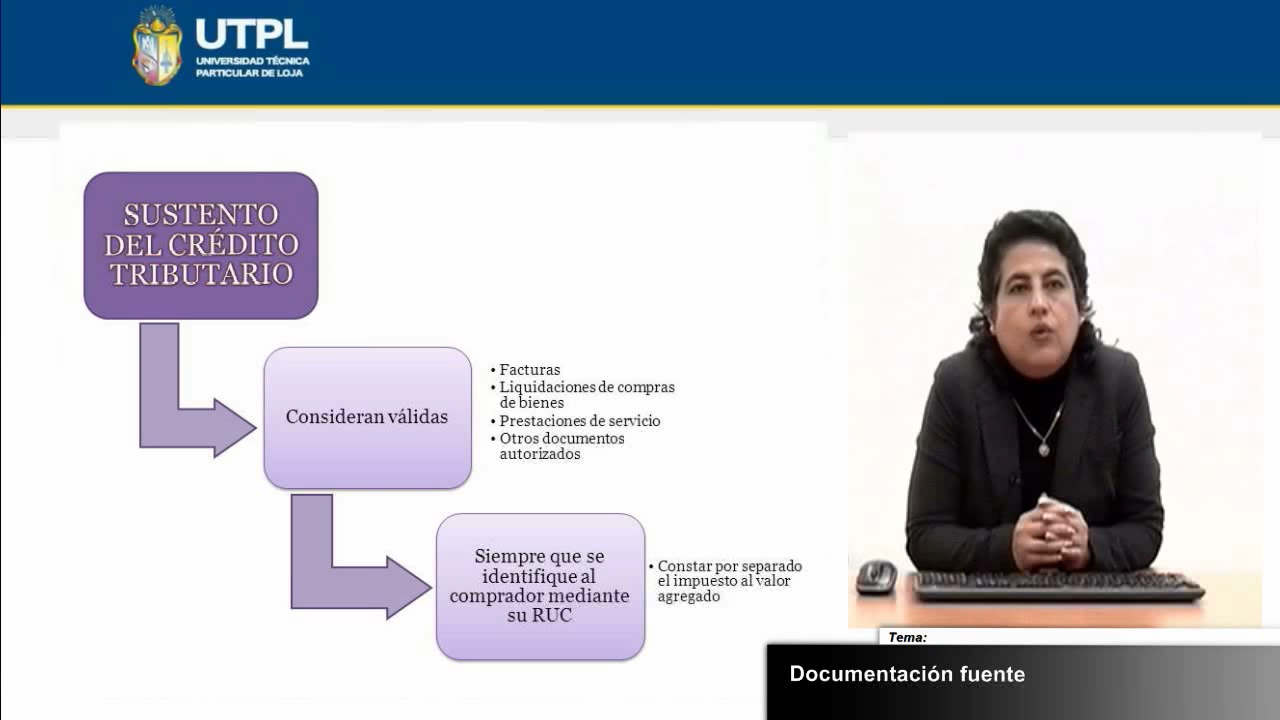 UTPL
UNIVERSIDAD TÉCNICA
PARTICULAR DE LOJA
SUSTENTO
DEL CRÉDITO
TRIBUTARIO
Consideran válidas
• Facturas
• Liquidaciones de compras
de bienes
• Prestaciones de servicio
• Otros documentos
autorizados
Siempre que se
identifique al
comprador mediante
su RUC
• Constar por separado
el impuesto al valor
agregado
Tema:
Documentación fuente